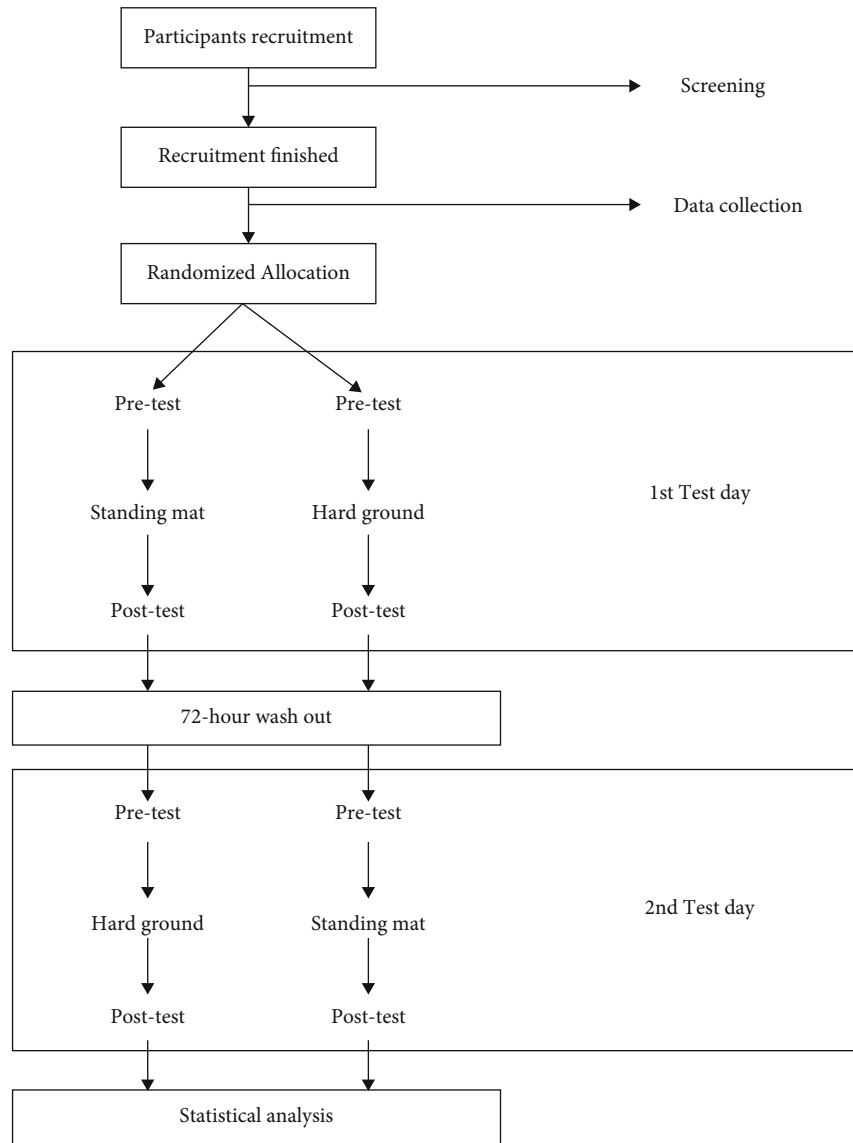 Participants recruitment
Screening
Recruitment finished
Data collection
Randomized Allocation
Pre-test
Pre-test
Standing mat
Hard ground
1st Test day
Post-test
Post-test
72-hour wash out
Pre-test
Pre-test
Hard ground
Standing mat
2nd Test day
Post-test
Post-test
Statistical analysis